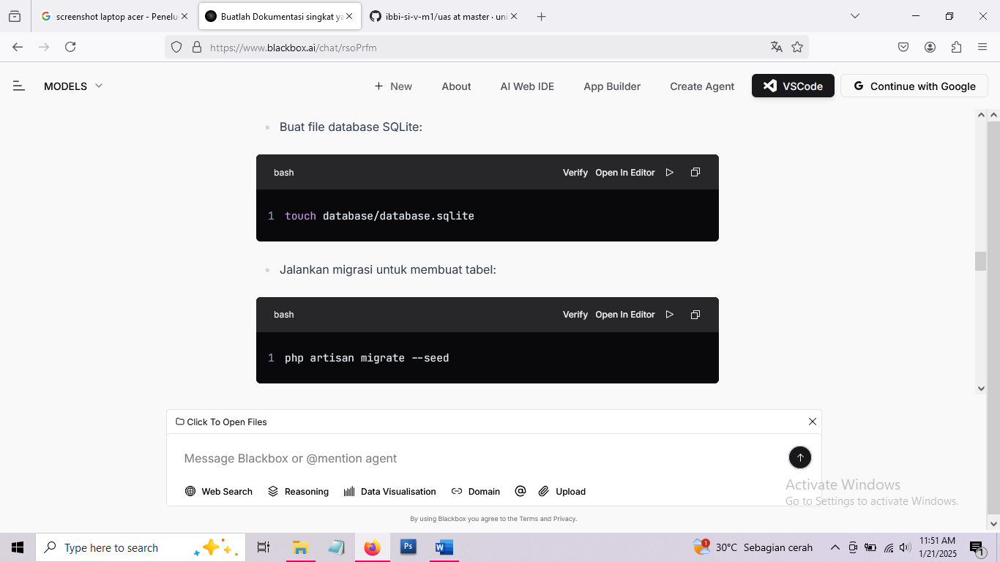 screenshot laptop acer - Penelu
Buatlah Dokumentasi singkat ya
ibbi-si-v-m1/uas at master · uni
https://www.blackbox.ai/chat/rsoPrfm
MODELS
New
About
AI Web IDE
App Builder
Create Agent
VSCode
Continue with Google
Buat file database SQLite:
bash
Verify Open In Editor
1 touch database/database.sqlite
Jalankan migrasi untuk membuat tabel:
bash
Verify Open In Editor
1 php artisan migrate --seed
Click To Open Files
Message Blackbox or @mention agent
Web Search
Reasoning
Data Visualisation
Domain
Upload
By using Blackbox you agree to the Terms and Privacy.
Activate Windows
Go to Settings to activate Windows.
Type here to search
Ps
W
1
30°C Sebagian cerah
11:51 AM
1/21/2025
1